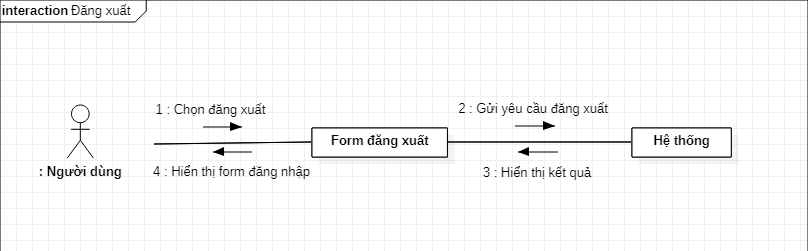 interaction Đăng xuất
1 : Chọn đăng xuất
2 : Gửi yêu cầu đăng xuất
Form đăng xuất
Hệ thống
: Người dùng
4 : Hiển thị form đăng nhập
3 : Hiển thị kết quả